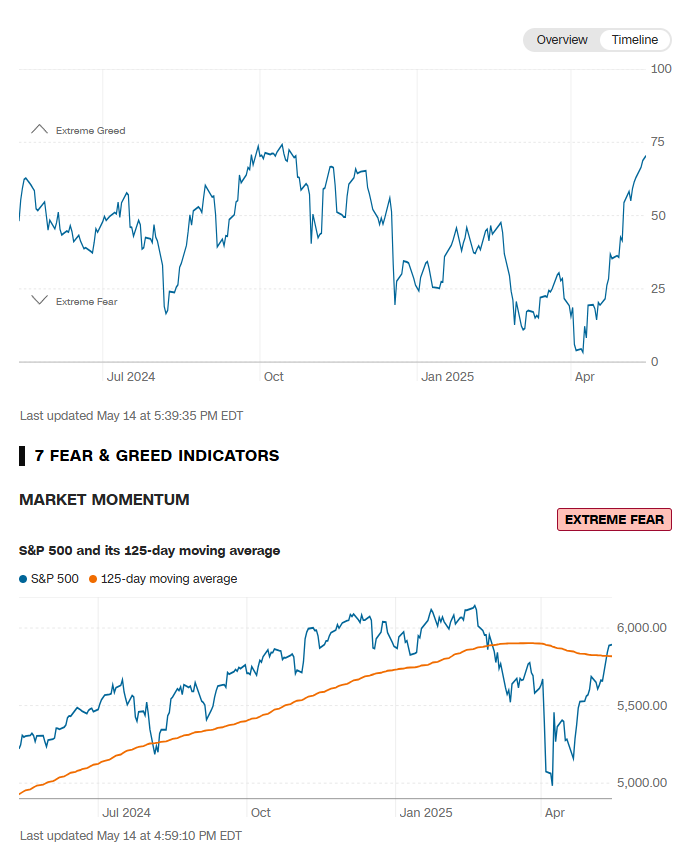 Overview Timeline
100
Extreme Greed
75
50
25
Extreme Fear
0
Jul 2024 Oct Jan 2025 Apr
Last updated May 14 at 5:39:35 PM EDT
7 FEAR & GREED INDICATORS
MARKET MOMENTUM
EXTREME FEAR
S&P 500 and its 125-day moving average
S&P 500 125-day moving average
6,000.00
5,500.00
5,000.00
Jul 2024 Oct Jan 2025 Apr
Last updated May 14 at 4:59:10 PM EDT